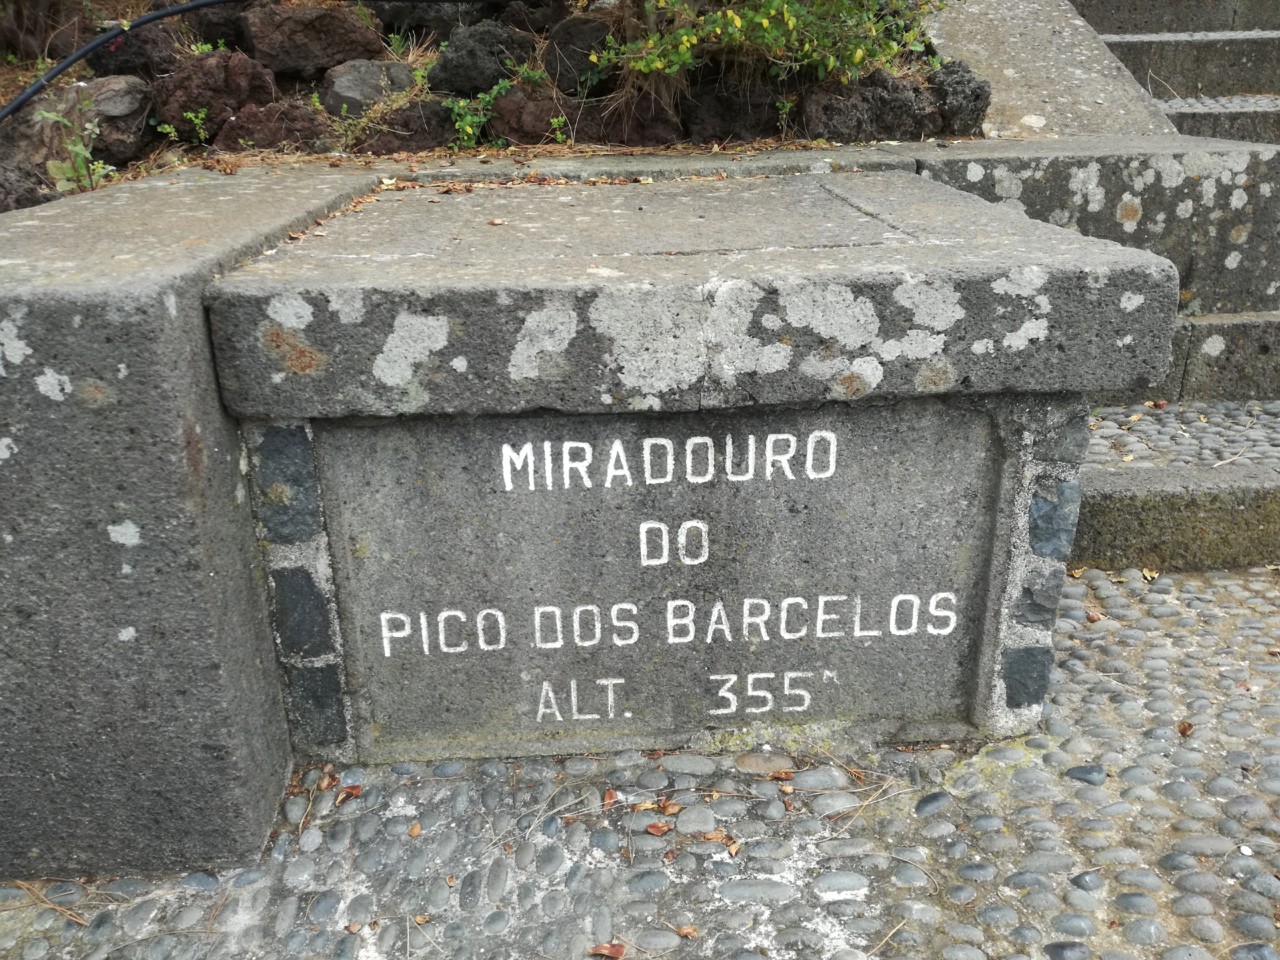 MIRADOURO
DO
PICO DOS BARCELOS
ALT. 355M